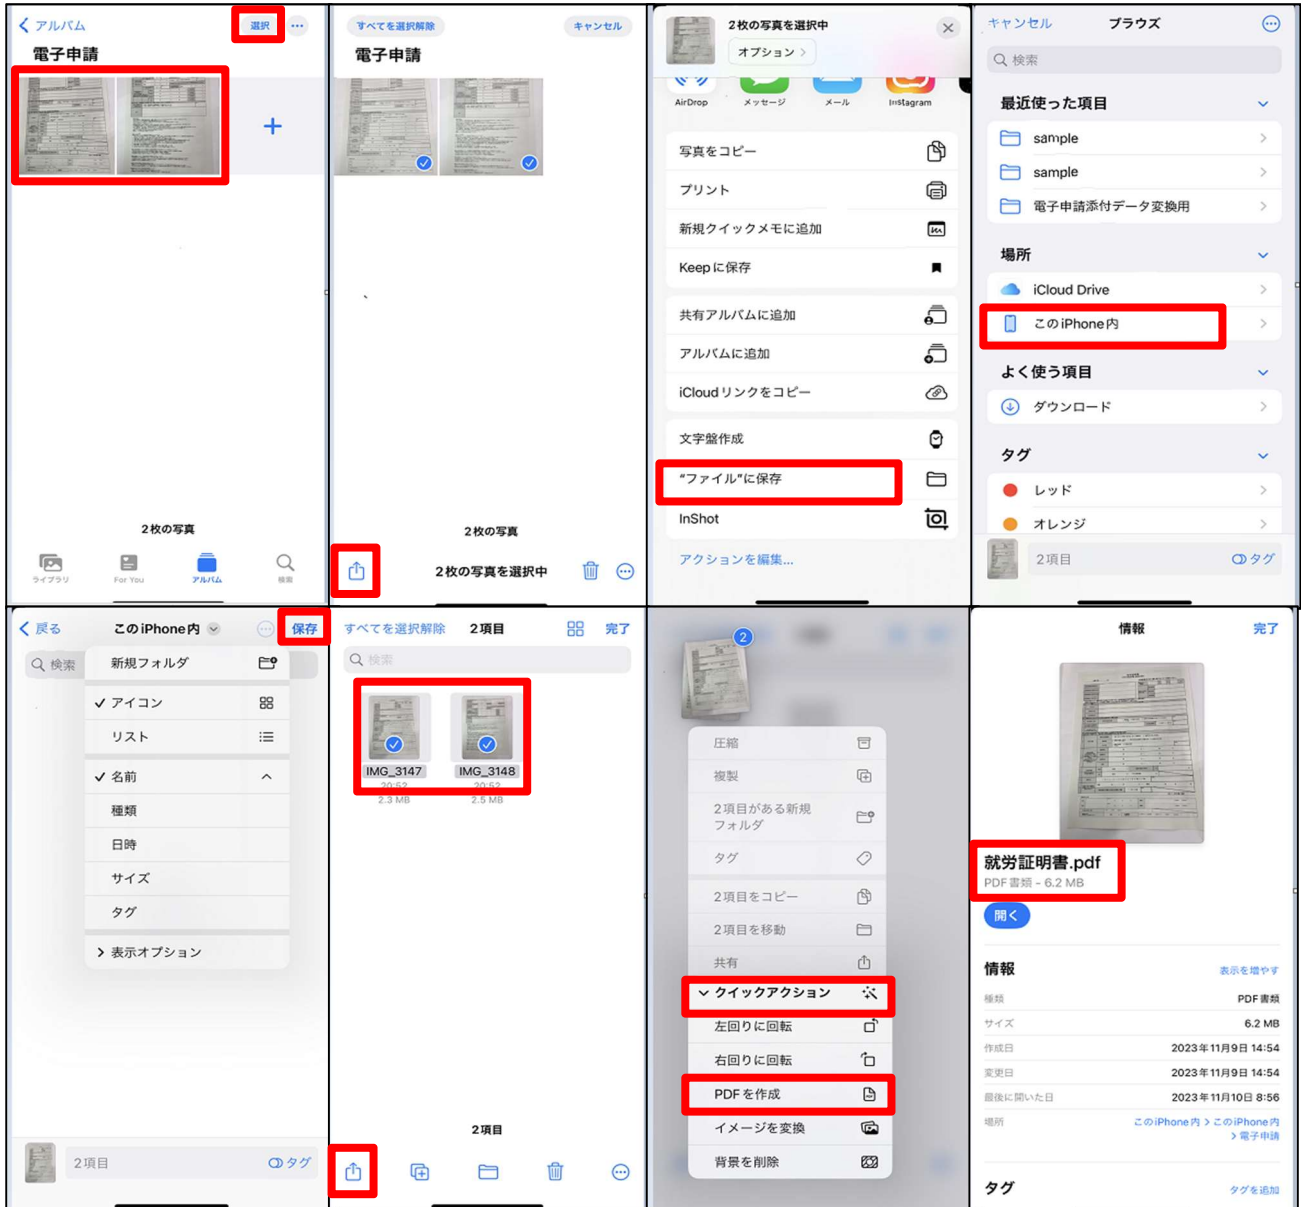 アルバム
選択
電子申請
2枚の写真
ライブラリ
For You
アルバム
検索
すべてを選択解除
キャンセル
電子申請
2枚の写真
2枚の写真を選択中
2枚の写真を選択中
オプション
AirDrop
メッセージ
メール
Instagram
写真をコピー
プリント
新規クイックメモに追加
Keepに保存
共有アルバムに追加
アルバムに追加
iCloudリンクをコピー
文字盤作成
“ファイル”に保存
InShot
アクションを編集...
キャンセル
ブラウズ
検索
最近使った項目
sample
sample
電子申請添付データ変換用
場所
iCloud Drive
このiPhone内
よく使う項目
ダウンロード
タグ
レッド
オレンジ
2項目
タグ
戻る
このiPhone内
保存
検索
新規フォルダ
アイコン
リスト
名前
種類
日時
サイズ
タグ
表示オプション
2項目
タグ
すべてを選択解除
2項目
完了
検索
IMG_3147
20:52
2.3 MB
IMG_3148
20:52
2.5 MB
2項目
2
圧縮
複製
2項目がある新規
フォルダ
タグ
2項目をコピー
2項目を移動
共有
クイックアクション
左回りに回転
右回りに回転
PDFを作成
イメージを変換
背景を削除
情報
完了
就労証明書.pdf
PDF書類 - 6.2 MB
開く
情報
表示を増やす
種類
PDF書類
サイズ
6.2 MB
作成日
2023年11月9日 14:54
変更日
2023年11月9日 14:54
最後に開いた日
2023年11月10日 8:56
場所
このiPhone内 > このiPhone内
> 電子申請
タグ
タグを追加